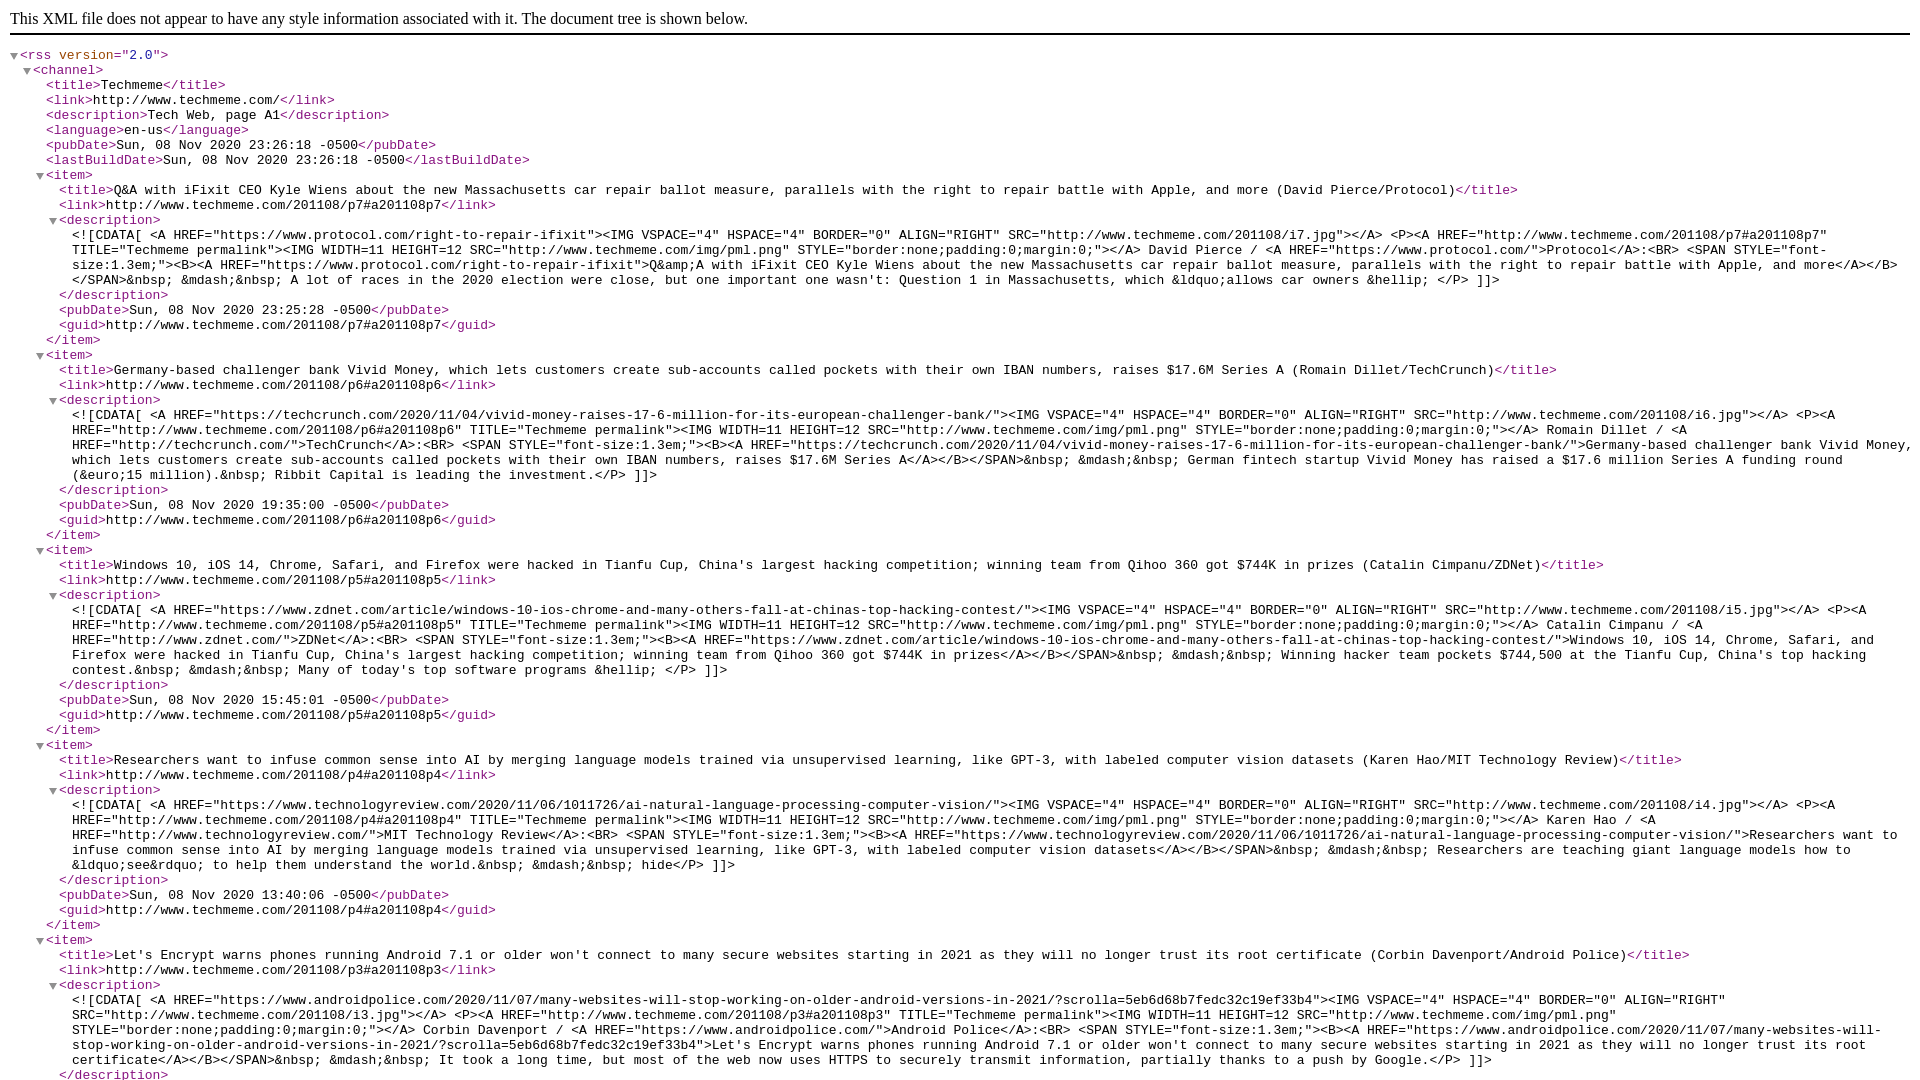 This XML file does not appear to have any style information associated with it. The document tree is shown below.
<rss version="2.0">
<channel>
<title>Techmeme</title>
<link>http://www.techmeme.com/</link>
<description>Tech Web, page A1</description>
<language>en-us</language>
<pubDate>Sun, 08 Nov 2020 23:26:18 -0500</pubDate>
<lastBuildDate>Sun, 08 Nov 2020 23:26:18 -0500</lastBuildDate>
<item>
<title>Q&A with iFixit CEO Kyle Wiens about the new Massachusetts car repair ballot measure, parallels with the right to repair battle with Apple, and more (David Pierce/Protocol)</title>
<link>http://www.techmeme.com/201108/p7#a201108p7</link>
<description>
<![CDATA[ <A HREF="https://www.protocol.com/right-to-repair-ifixit"><IMG VSPACE="4" HSPACE="4" BORDER="0" ALIGN="RIGHT" SRC="http://www.techmeme.com/201108/i7.jpg"></A> <P><A HREF="http://www.techmeme.com/201108/p7#a201108p7"
TITLE="Techmeme permalink"><IMG WIDTH=11 HEIGHT=12 SRC="http://www.techmeme.com/img/pml.png" STYLE="border:none;padding:0;margin:0;"></A> David Pierce / <A HREF="https://www.protocol.com/">Protocol</A>:<BR> <SPAN STYLE="font-
size:1.3em;"><B><A HREF="https://www.protocol.com/right-to-repair-ifixit">Q&amp;A with iFixit CEO Kyle Wiens about the new Massachusetts car repair ballot measure, parallels with the right to repair battle with Apple, and more</A></B>
</SPAN>&nbsp; &mdash;&nbsp; A lot of races in the 2020 election were close, but one important one wasn't: Question 1 in Massachusetts, which &ldquo;allows car owners &hellip; </P> ]]>
</description>
<pubDate>Sun, 08 Nov 2020 23:25:28 -0500</pubDate>
<guid>http://www.techmeme.com/201108/p7#a201108p7</guid>
</item>
<item>
<title>Germany-based challenger bank Vivid Money, which lets customers create sub-accounts called pockets with their own IBAN numbers, raises $17.6M Series A (Romain Dillet/TechCrunch)</title>
<link>http://www.techmeme.com/201108/p6#a201108p6</link>
<description>
<![CDATA[ <A HREF="https://techcrunch.com/2020/11/04/vivid-money-raises-17-6-million-for-its-european-challenger-bank/"><IMG VSPACE="4" HSPACE="4" BORDER="0" ALIGN="RIGHT" SRC="http://www.techmeme.com/201108/i6.jpg"></A> <P><A
HREF="http://www.techmeme.com/201108/p6#a201108p6" TITLE="Techmeme permalink"><IMG WIDTH=11 HEIGHT=12 SRC="http://www.techmeme.com/img/pml.png" STYLE="border:none;padding:0;margin:0;"></A> Romain Dillet / <A
HREF="http://techcrunch.com/">TechCrunch</A>:<BR> <SPAN STYLE="font-size:1.3em;"><B><A HREF="https://techcrunch.com/2020/11/04/vivid-money-raises-17-6-million-for-its-european-challenger-bank/">Germany-based challenger bank Vivid Money,
which lets customers create sub-accounts called pockets with their own IBAN numbers, raises $17.6M Series A</A></B></SPAN>&nbsp; &mdash;&nbsp; German fintech startup Vivid Money has raised a $17.6 million Series A funding round
(&euro;15 million).&nbsp; Ribbit Capital is leading the investment.</P> ]]>
</description>
<pubDate>Sun, 08 Nov 2020 19:35:00 -0500</pubDate>
<guid>http://www.techmeme.com/201108/p6#a201108p6</guid>
</item>
<item>
<title>Windows 10, iOS 14, Chrome, Safari, and Firefox were hacked in Tianfu Cup, China's largest hacking competition; winning team from Qihoo 360 got $744K in prizes (Catalin Cimpanu/ZDNet)</title>
<link>http://www.techmeme.com/201108/p5#a201108p5</link>
<description>
<![CDATA[ <A HREF="https://www.zdnet.com/article/windows-10-ios-chrome-and-many-others-fall-at-chinas-top-hacking-contest/"><IMG VSPACE="4" HSPACE="4" BORDER="0" ALIGN="RIGHT" SRC="http://www.techmeme.com/201108/i5.jpg"></A> <P><A
HREF="http://www.techmeme.com/201108/p5#a201108p5" TITLE="Techmeme permalink"><IMG WIDTH=11 HEIGHT=12 SRC="http://www.techmeme.com/img/pml.png" STYLE="border:none;padding:0;margin:0;"></A> Catalin Cimpanu / <A
HREF="http://www.zdnet.com/">ZDNet</A>:<BR> <SPAN STYLE="font-size:1.3em;"><B><A HREF="https://www.zdnet.com/article/windows-10-ios-chrome-and-many-others-fall-at-chinas-top-hacking-contest/">Windows 10, iOS 14, Chrome, Safari, and
Firefox were hacked in Tianfu Cup, China's largest hacking competition; winning team from Qihoo 360 got $744K in prizes</A></B></SPAN>&nbsp; &mdash;&nbsp; Winning hacker team pockets $744,500 at the Tianfu Cup, China's top hacking
contest.&nbsp; &mdash;&nbsp; Many of today's top software programs &hellip; </P> ]]>
</description>
<pubDate>Sun, 08 Nov 2020 15:45:01 -0500</pubDate>
<guid>http://www.techmeme.com/201108/p5#a201108p5</guid>
</item>
<item>
<title>Researchers want to infuse common sense into AI by merging language models trained via unsupervised learning, like GPT-3, with labeled computer vision datasets (Karen Hao/MIT Technology Review)</title>
<link>http://www.techmeme.com/201108/p4#a201108p4</link>
<description>
<![CDATA[ <A HREF="https://www.technologyreview.com/2020/11/06/1011726/ai-natural-language-processing-computer-vision/"><IMG VSPACE="4" HSPACE="4" BORDER="0" ALIGN="RIGHT" SRC="http://www.techmeme.com/201108/i4.jpg"></A> <P><A
HREF="http://www.techmeme.com/201108/p4#a201108p4" TITLE="Techmeme permalink"><IMG WIDTH=11 HEIGHT=12 SRC="http://www.techmeme.com/img/pml.png" STYLE="border:none;padding:0;margin:0;"></A> Karen Hao / <A
HREF="http://www.technologyreview.com/">MIT Technology Review</A>:<BR> <SPAN STYLE="font-size:1.3em;"><B><A HREF="https://www.technologyreview.com/2020/11/06/1011726/ai-natural-language-processing-computer-vision/">Researchers want to
infuse common sense into AI by merging language models trained via unsupervised learning, like GPT-3, with labeled computer vision datasets</A></B></SPAN>&nbsp; &mdash;&nbsp; Researchers are teaching giant language models how to
&ldquo;see&rdquo; to help them understand the world.&nbsp; &mdash;&nbsp; hide</P> ]]>
</description>
<pubDate>Sun, 08 Nov 2020 13:40:06 -0500</pubDate>
<guid>http://www.techmeme.com/201108/p4#a201108p4</guid>
</item>
<item>
<title>Let's Encrypt warns phones running Android 7.1 or older won't connect to many secure websites starting in 2021 as they will no longer trust its root certificate (Corbin Davenport/Android Police)</title>
<link>http://www.techmeme.com/201108/p3#a201108p3</link>
<description>
<![CDATA[ <A HREF="https://www.androidpolice.com/2020/11/07/many-websites-will-stop-working-on-older-android-versions-in-2021/?scrolla=5eb6d68b7fedc32c19ef33b4"><IMG VSPACE="4" HSPACE="4" BORDER="0" ALIGN="RIGHT"
SRC="http://www.techmeme.com/201108/i3.jpg"></A> <P><A HREF="http://www.techmeme.com/201108/p3#a201108p3" TITLE="Techmeme permalink"><IMG WIDTH=11 HEIGHT=12 SRC="http://www.techmeme.com/img/pml.png"
STYLE="border:none;padding:0;margin:0;"></A> Corbin Davenport / <A HREF="https://www.androidpolice.com/">Android Police</A>:<BR> <SPAN STYLE="font-size:1.3em;"><B><A HREF="https://www.androidpolice.com/2020/11/07/many-websites-will-
stop-working-on-older-android-versions-in-2021/?scrolla=5eb6d68b7fedc32c19ef33b4">Let's Encrypt warns phones running Android 7.1 or older won't connect to many secure websites starting in 2021 as they will no longer trust its root
certificate</A></B></SPAN>&nbsp; &mdash;&nbsp; It took a long time, but most of the web now uses HTTPS to securely transmit information, partially thanks to a push by Google.</P> ]]>
</description>